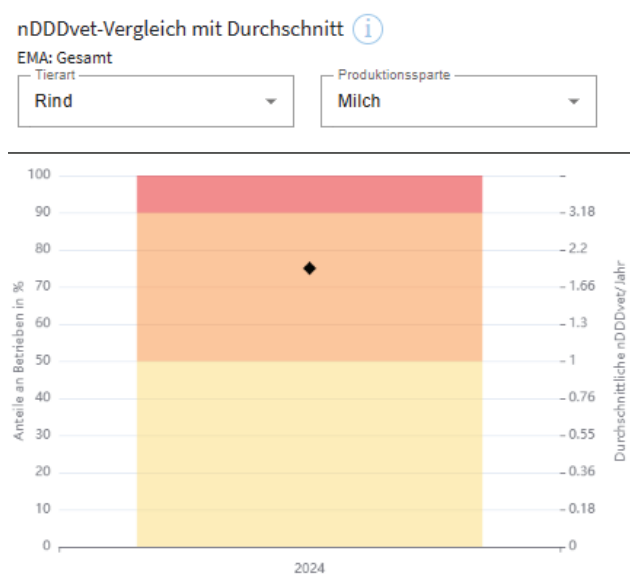 nDDDvet-Vergleich mit Durchschnitt i
EMA: Gesamt
Tierart
Rind
Produktionssparte
Milch
Anteile an Betrieben in %
100
90
80
70
60
50
40
30
20
10
0
3.18
2.2
1.66
1.3
1
0.76
0.55
0.36
0.18
0
Durchschnittliche nDDDvet/Jahr
2024